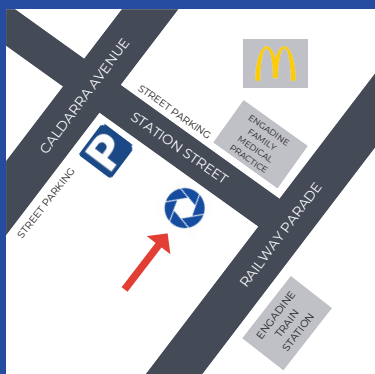 CALDARRA AVENUE
STREET PARKING
STATION STREET
ENGADINE
FAMILY
MEDICAL
PRACTICE
P
STREET PARKING
RAILWAY PARADE
ENGADINE
TRAIN
STATION